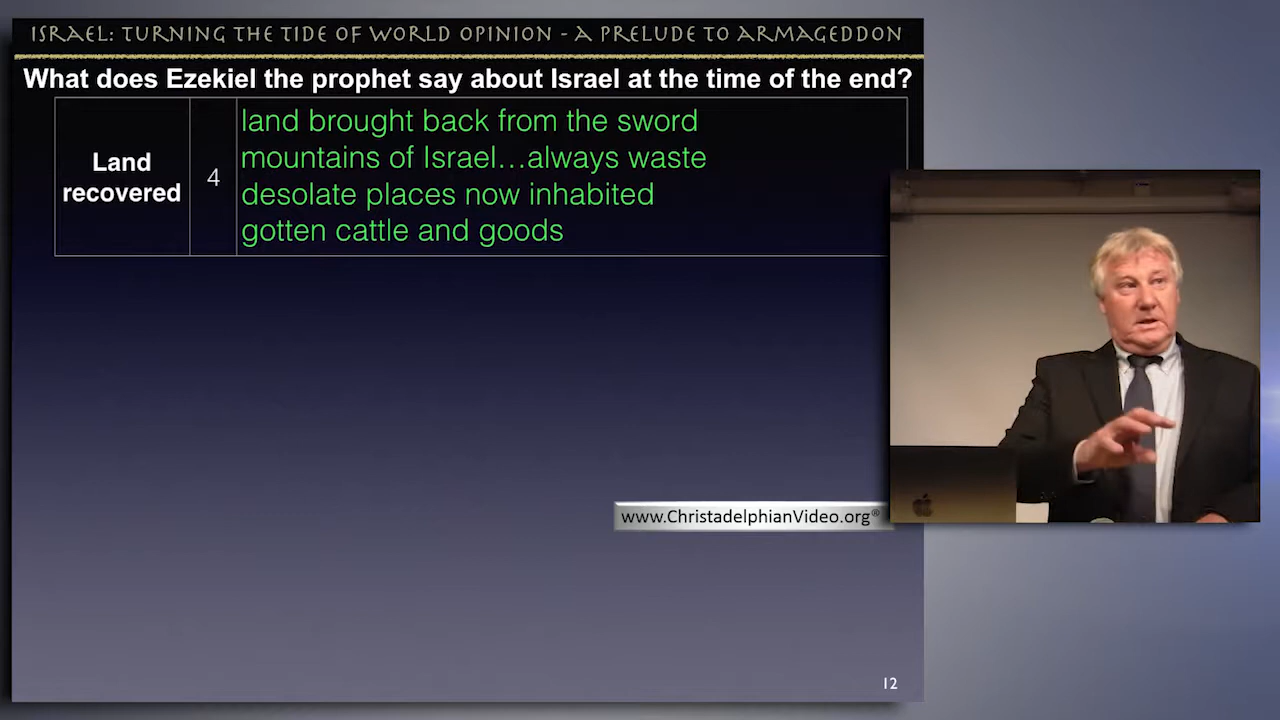 ISRAEL: TURNING THE TIDE OF WORLD OPINION - A PRELUDE TO ARMAGEDDON
What does Ezekiel the prophet say about Israel at the time of the end?
Land
recovered
4
land brought back from the sword
mountains of Israel…always waste
desolate places now inhabited
gotten cattle and goods
www.ChristadelphianVideo.org®
12